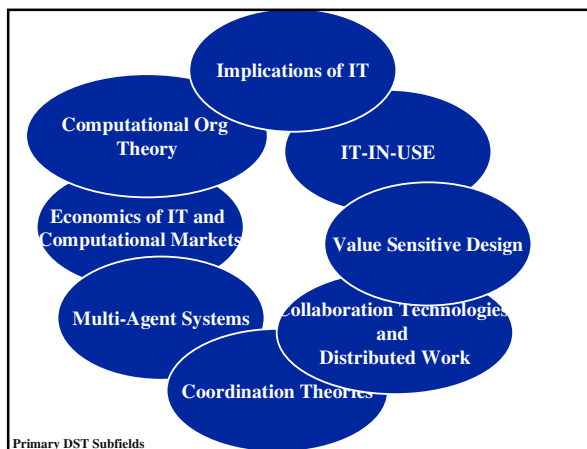 Implications of IT
Computational Org
Theory
IT-IN-USE
Economics of IT and
Computational Markets
Value Sensitive Design
Multi-Agent Systems
Collaboration Technologies
and
Distributed Work
Coordination Theories
Primary DST Subfields